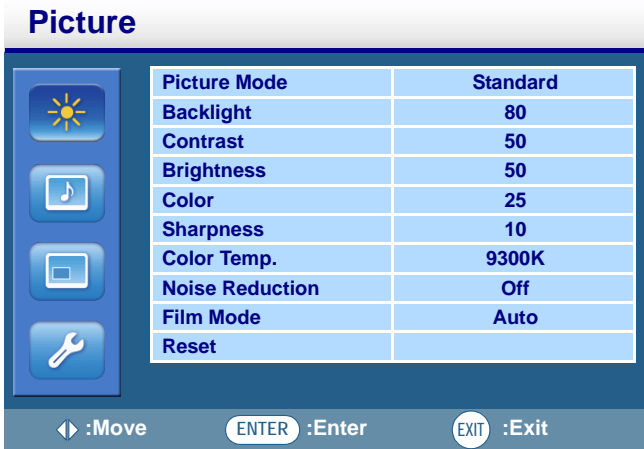 Picture
Picture Mode Standard
Backlight 80
Contrast 50
Brightness 50
Color 25
Sharpness 10
Color Temp. 9300K
Noise Reduction Off
Film Mode Auto
Reset
:Move ENTER :Enter EXIT :Exit